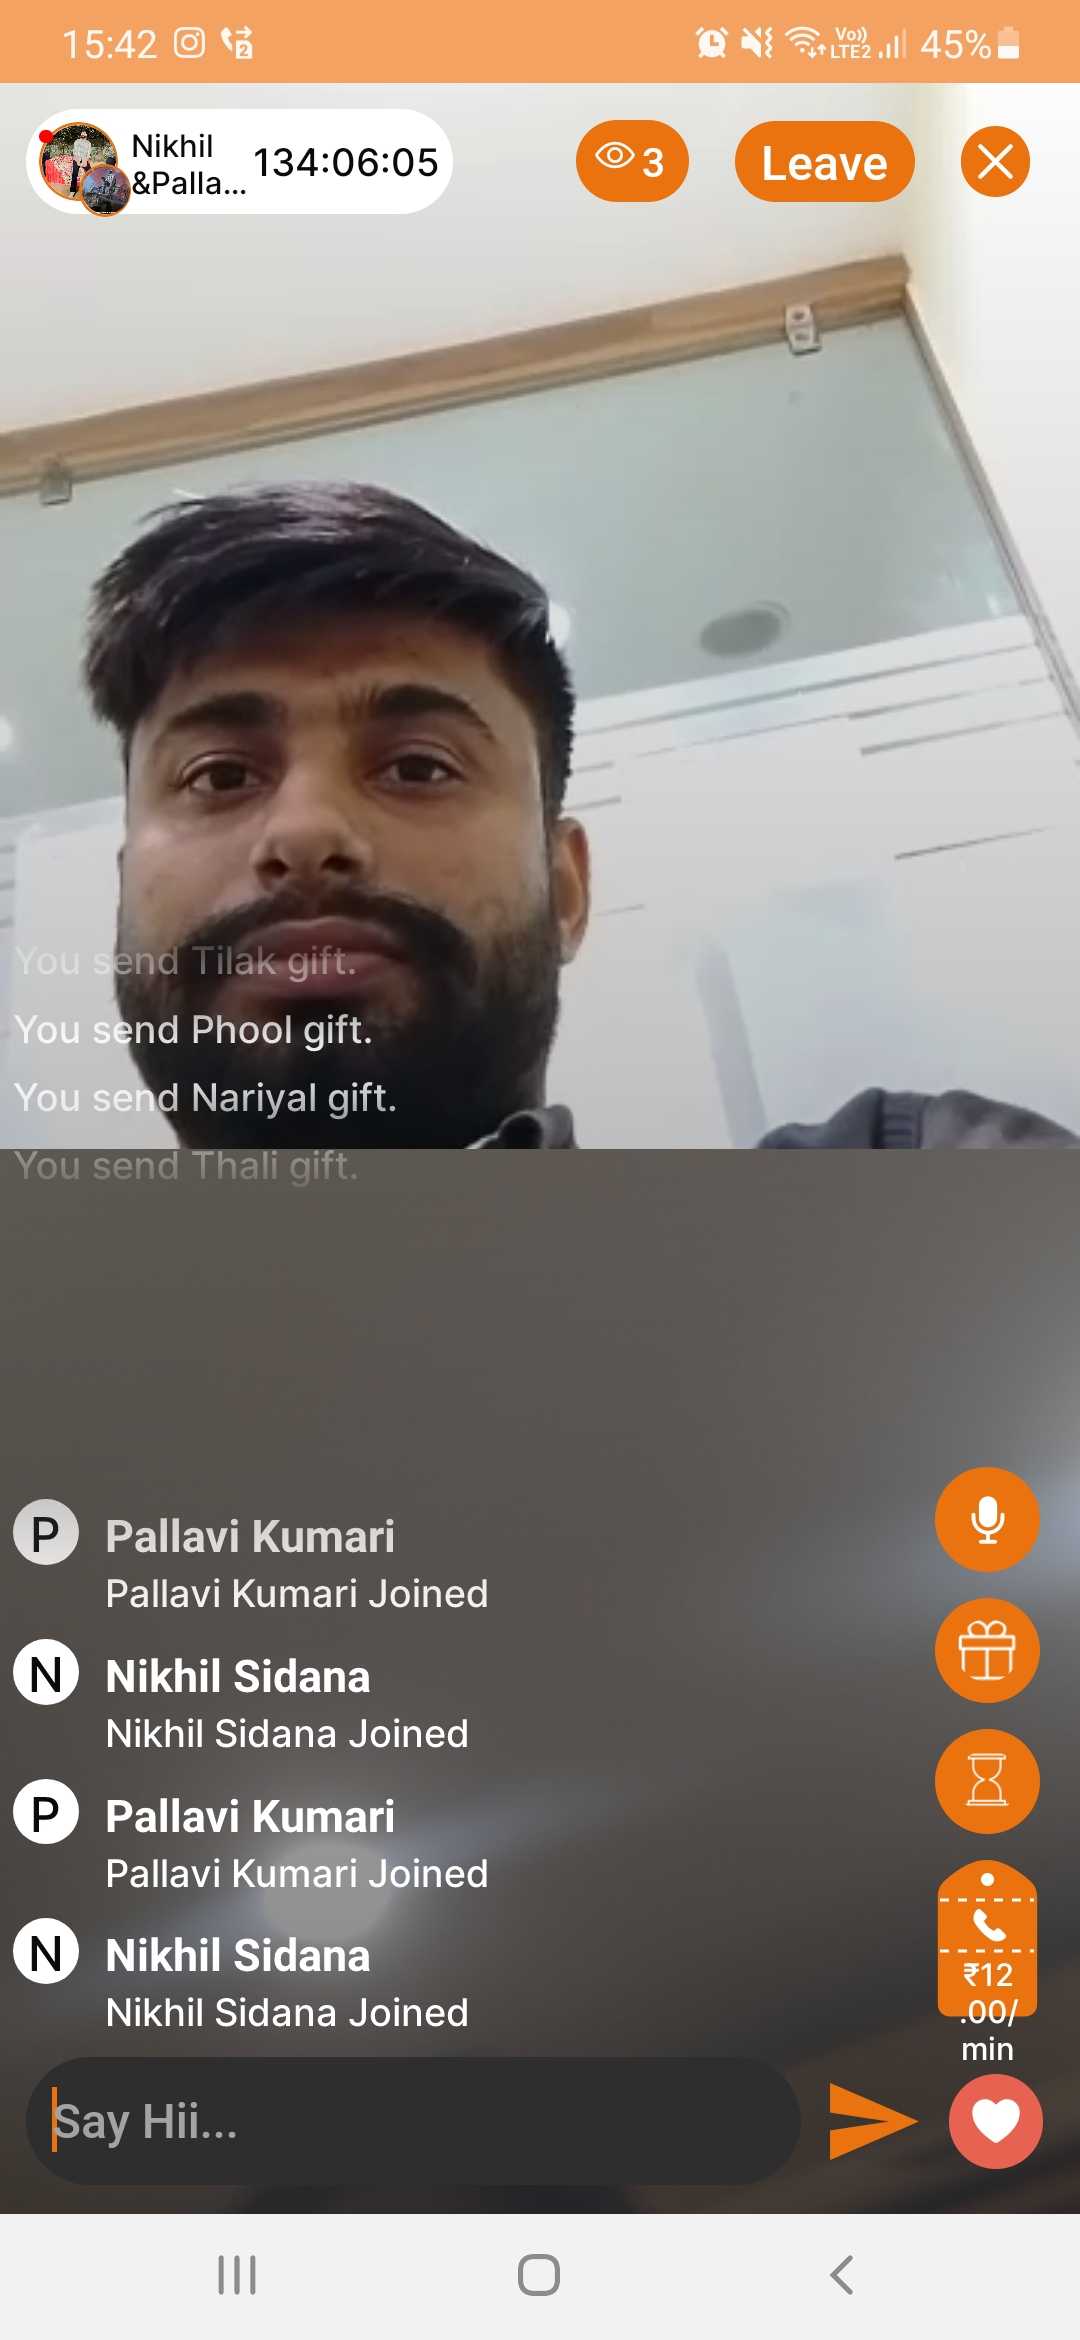 15:42
2
Vo))
LTE2
45%
Nikhil
&Palla...
134:06:05
3
Leave
You send Tilak gift.
You send Phool gift.
You send Nariyal gift.
You send Thali gift.
P
Pallavi Kumari
Pallavi Kumari Joined
N
Nikhil Sidana
Nikhil Sidana Joined
P
Pallavi Kumari
Pallavi Kumari Joined
N
Nikhil Sidana
Nikhil Sidana Joined
₹12
.00/
min
Say Hii...